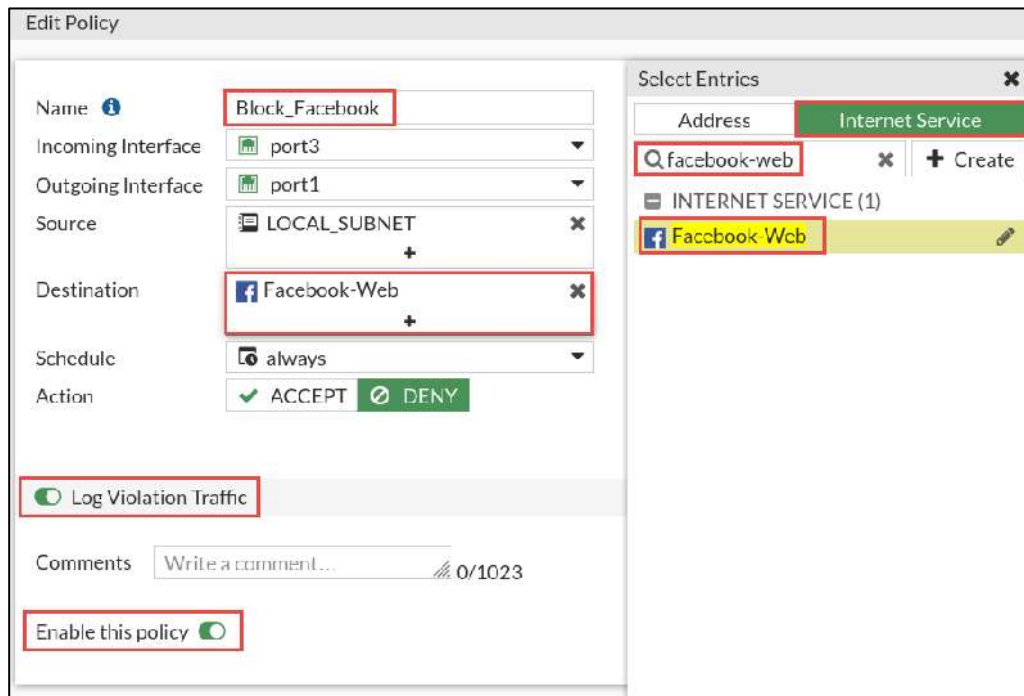 Edit Policy
Name Block_Facebook
Incoming Interface port3
Outgoing Interface port1
Source LOCAL_SUBNET
+
Destination Facebook-Web
+
Schedule always
Action ACCEPT DENY
Log Violation Traffic
Comments Write a comment... 0/1023
Enable this policy
Select Entries
Address Internet Service
facebook-web + Create
INTERNET SERVICE (1)
Facebook-Web